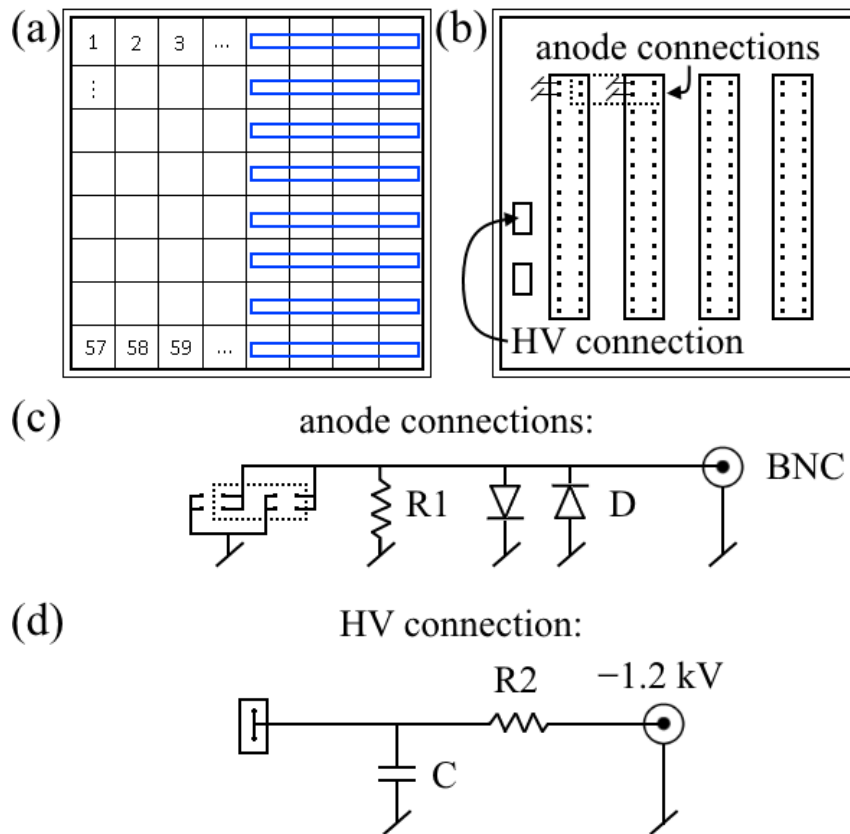 (a)
1 2 3 ...
⋮
57 58 59 ...
(b)
anode connections
HV connection
(c)
anode connections:
BNC
R1
D
(d)
HV connection:
R2
−1.2 kV
C